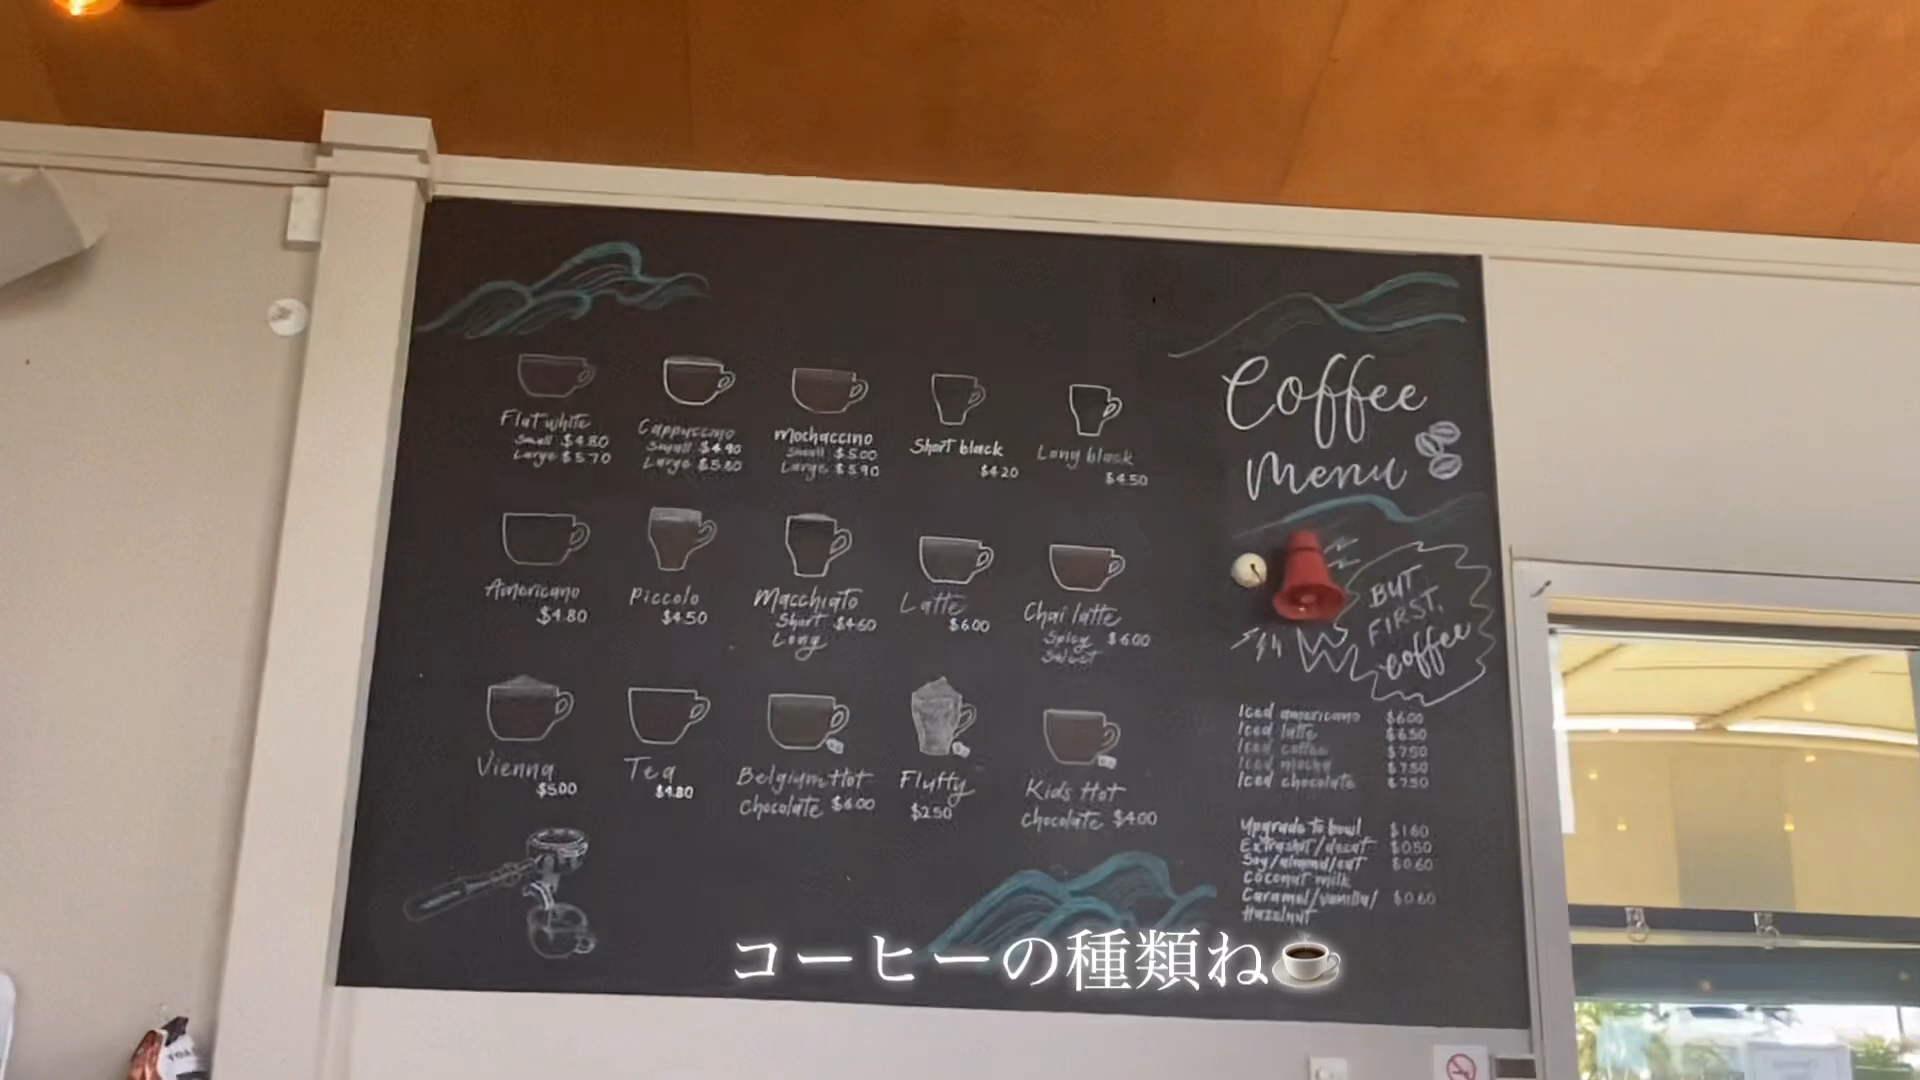 Coffee
Menu
Flat white
Small $4.80
Large $5.70
Cappuccino
Small $4.90
Large $5.80
Mochaccino
Small $5.00
Large $5.90
Short black
$4.20
Long black
$4.50
Americano
$4.80
Piccolo
$4.50
Macchiato
Short $4.60
Long
Latte
$6.00
Chai latte
Spicy $6.00
Sweet
Vienna
$5.00
Tea
$4.80
Belgium Hot
Chocolate $6.00
Fluffy
$2.50
Kids Hot
Chocolate $4.00
BUT
FIRST,
coffee
Iced americano $6.00
Iced latte $6.50
Iced coffee $7.50
Iced mocha $7.50
Iced chocolate $7.50
Upgrade to bowl $1.60
Extra shot/decaf $0.50
Soy/almond/oat $0.60
Coconut milk
Caramel/vanilla/ $0.60
Hazelnut
コーヒーの種類ね☕